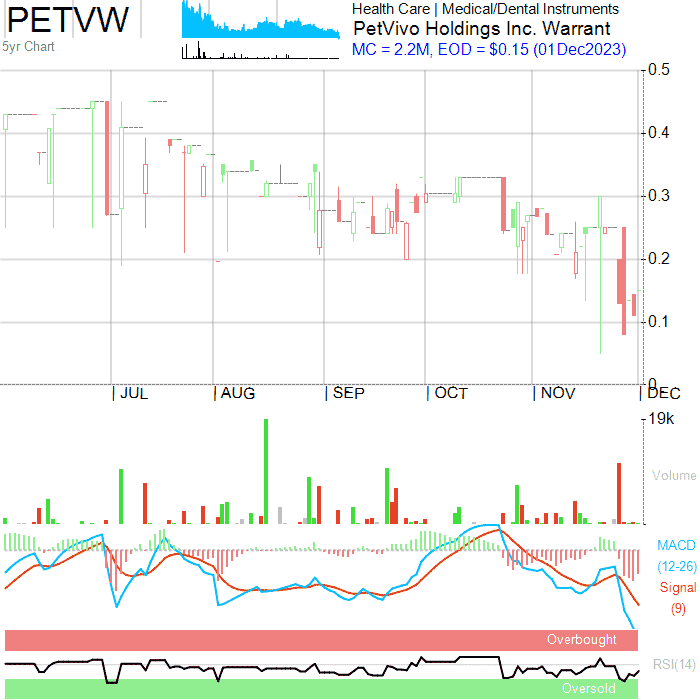 PETVW
5yr Chart
Health Care | Medical/Dental Instruments
PetVivo Holdings Inc. Warrant
MC = 2.2M, EOD = $0.15 (01Dec2023)
0.5
0.4
0.3
0.2
0.1
0
| JUL | AUG | SEP | OCT | NOV | DEC
19k
Volume
MACD
(12-26)
Signal
(9)
Overbought
RSI(14)
Oversold